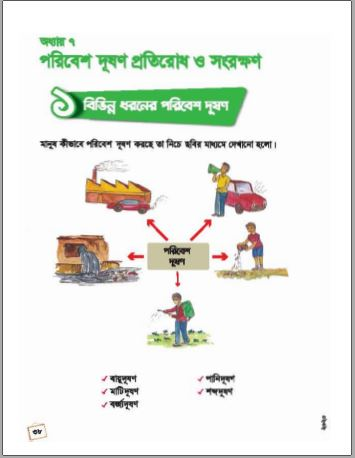 অধ্যায় ৭
পরিবেশ দূষণ প্রতিরোধ ও সংরক্ষণ
১ বিভিন্ন ধরনের পরিবেশ দূষণ
মানুষ কীভাবে পরিবেশ দূষণ করছে তা নিচে ছবির মাধ্যমে দেখানো হলো।
পরিবেশ
দূষণ
✓ বায়ুদূষণ ✓ পানিদূষণ
✓ মাটিদূষণ ✓ শব্দদূষণ
✓ বর্জ্যদূষণ
৩৮